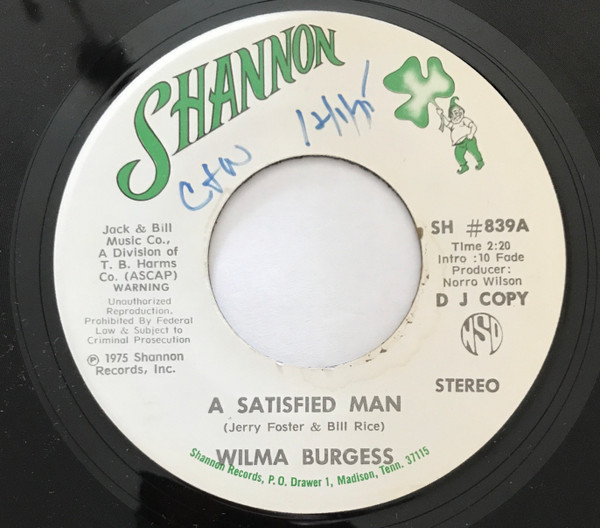 SHANNON
C&W 12/1/75
Jack & Bill
Music Co.,
A Division of
T. B. Harms
Co. (ASCAP)
WARNING
Unauthorized
Reproduction,
Prohibited By Federal
Law & Subject to
Criminal Prosecution
℗ 1975 Shannon
Records, Inc.
SH #839A
Time 2:20
Intro :10 Fade
Producer:
Norro Wilson
D J COPY
NSD
STEREO
A SATISFIED MAN
(Jerry Foster & Bill Rice)
WILMA BURGESS
Shannon Records, P.O. Drawer 1, Madison, Tenn. 37115